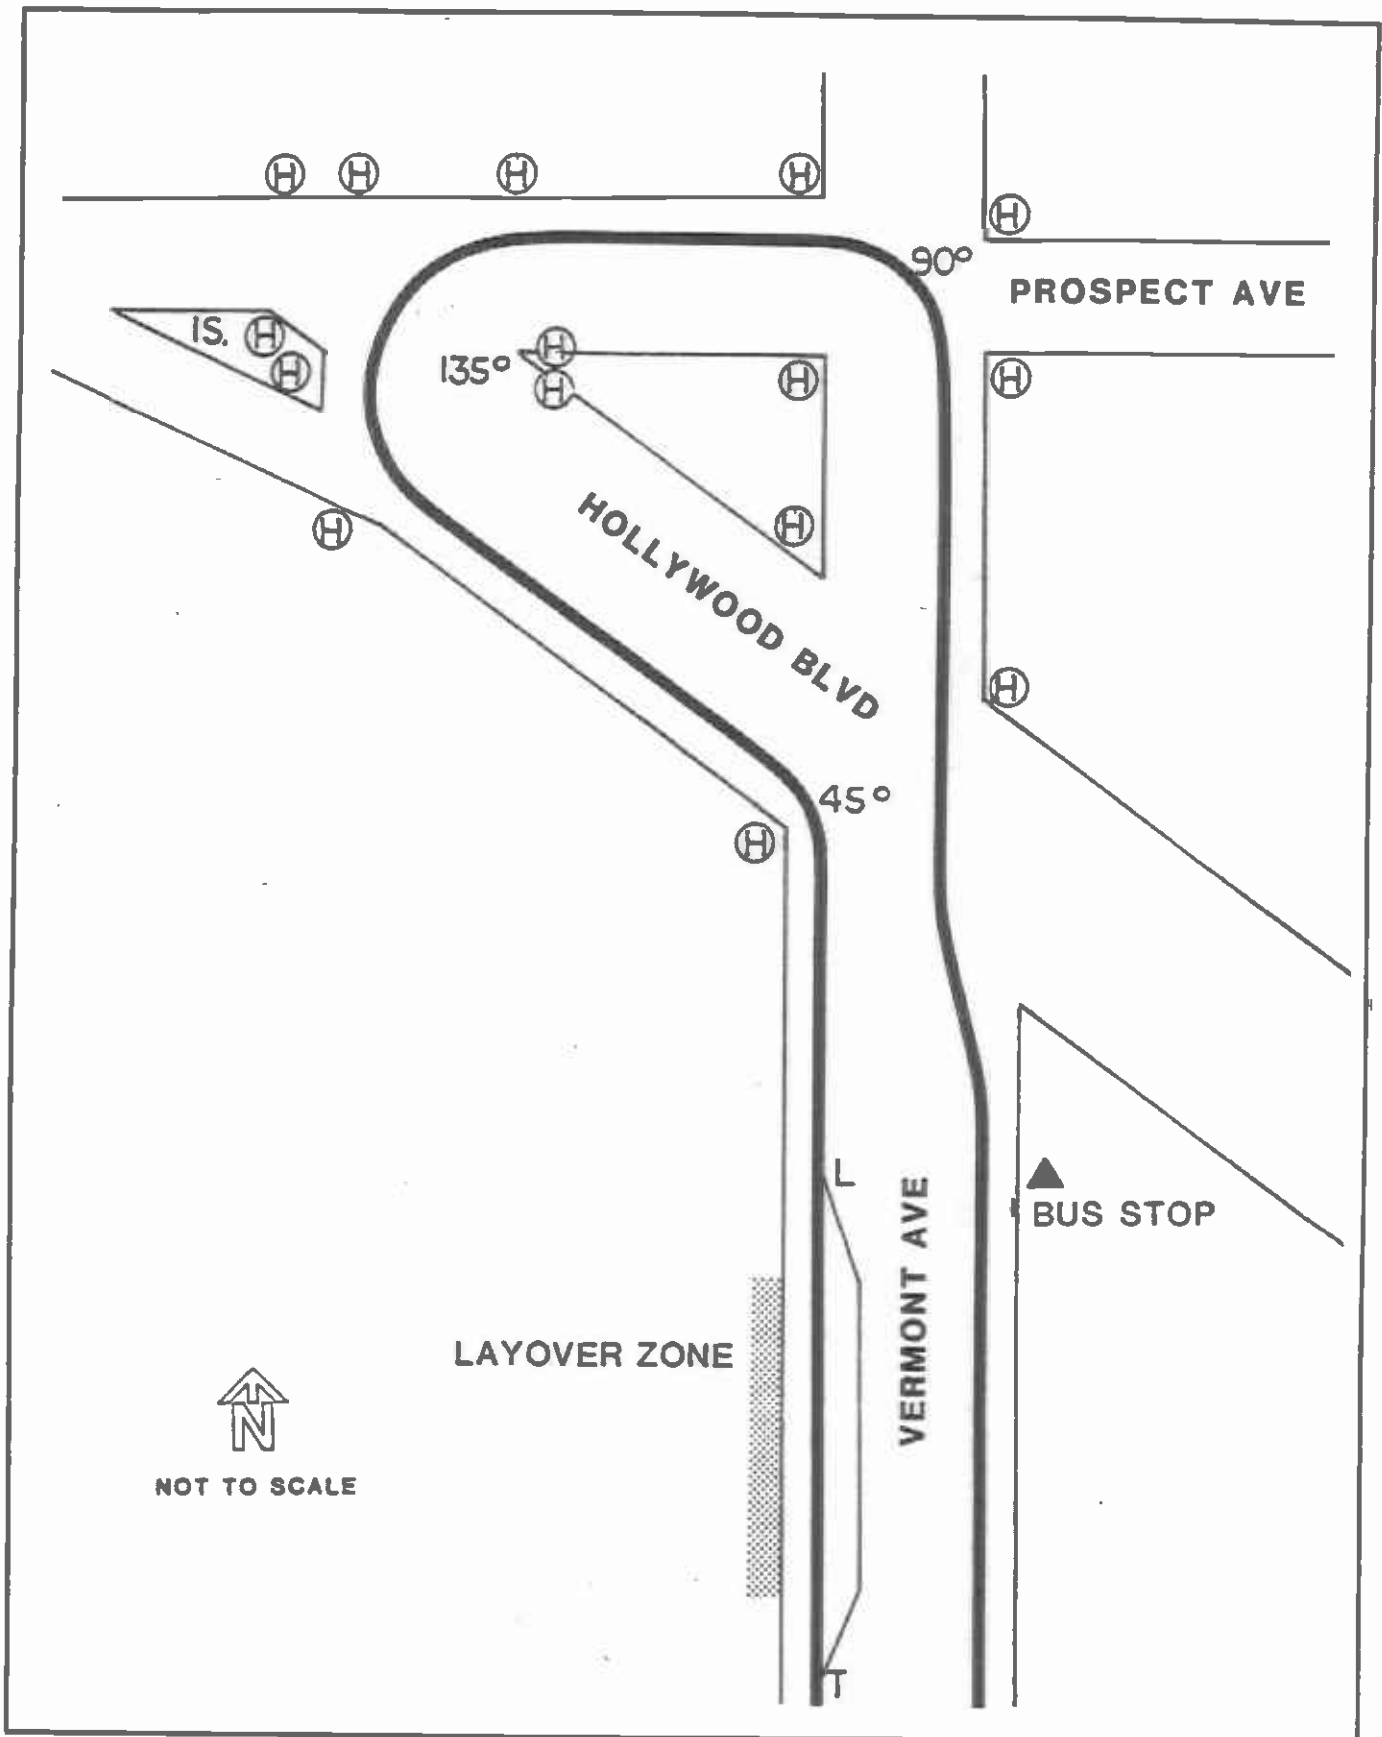 H H H H
H
90°
PROSPECT AVE
IS. H
H
135°
H
H
H
H
HOLLYWOOD BLVD
H
H
H
45°
H
L
BUS STOP
VERMONT AVE
LAYOVER ZONE
N
NOT TO SCALE
T